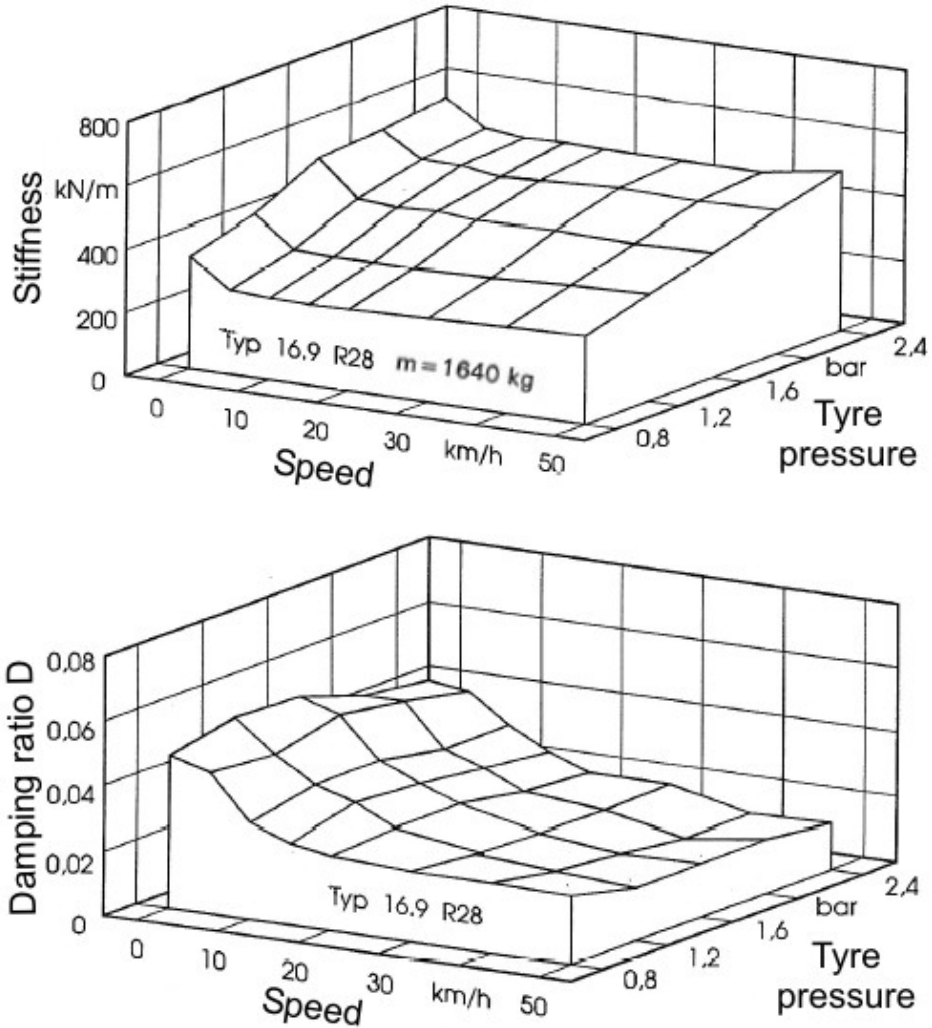 800
kN/m
400
200
0
Stiffness
Typ 16.9 R28 m = 1640 kg
0
10
20
30
km/h
50
Speed
0,8
1,2
1,6
bar
2,4
Tyre
pressure
0,08
0,06
0,04
0,02
0
Damping ratio D
Typ 16.9 R28
0
10
20
30
km/h
50
Speed
0,8
1,2
1,6
bar
2,4
Tyre
pressure